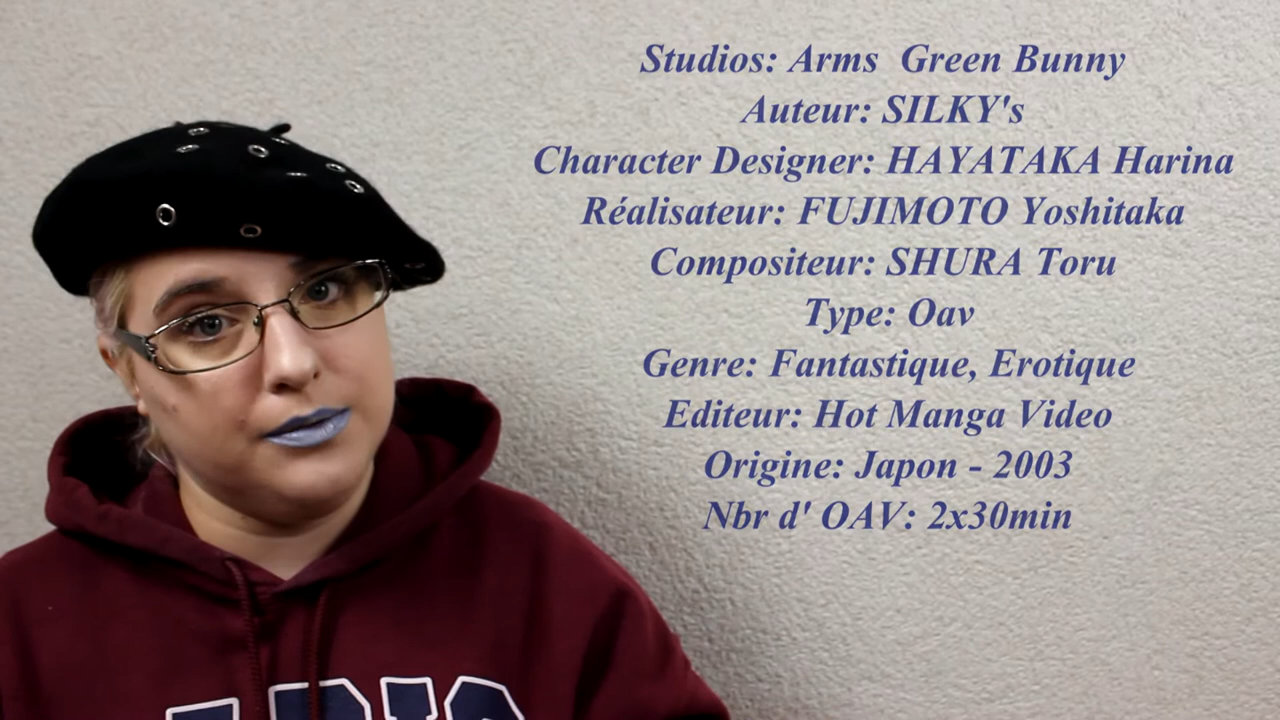 Studios: Arms  Green Bunny
Auteur: SILKY's
Character Designer: HAYATAKA Harina
Réalisateur: FUJIMOTO Yoshitaka
Compositeur: SHURA Toru
Type: Oav
Genre: Fantastique, Erotique
Editeur: Hot Manga Video
Origine: Japon - 2003
Nbr d' OAV: 2x30min